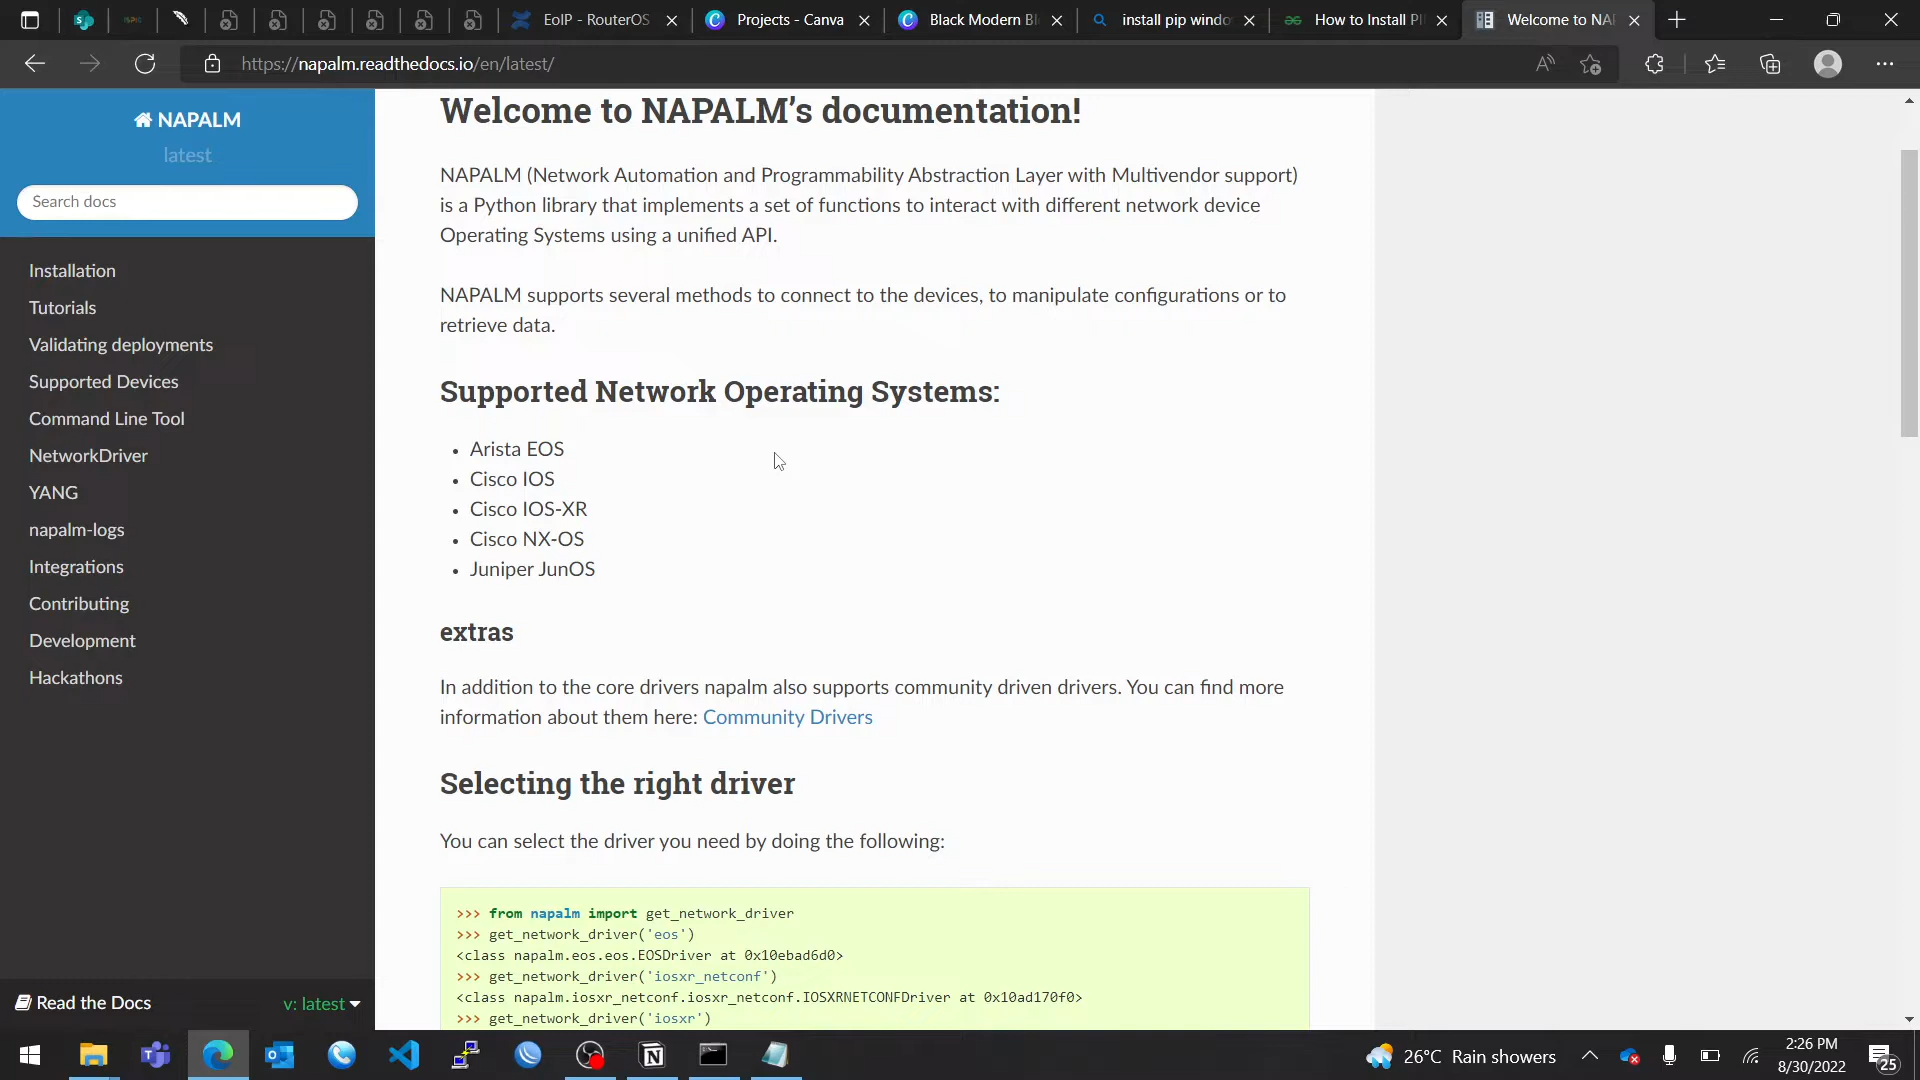 EoIP - RouterOS
Projects - Canva
Black Modern Bl
install pip windo
How to Install PI
Welcome to NAI
https://napalm.readthedocs.io/en/latest/
NAPALM
latest
Search docs
Installation
Tutorials
Validating deployments
Supported Devices
Command Line Tool
NetworkDriver
YANG
napalm-logs
Integrations
Contributing
Development
Hackathons
Read the Docs
v: latest
Welcome to NAPALM’s documentation!
NAPALM (Network Automation and Programmability Abstraction Layer with Multivendor support)
is a Python library that implements a set of functions to interact with different network device
Operating Systems using a unified API.
NAPALM supports several methods to connect to the devices, to manipulate configurations or to
retrieve data.
Supported Network Operating Systems:
• Arista EOS
• Cisco IOS
• Cisco IOS-XR
• Cisco NX-OS
• Juniper JunOS
extras
In addition to the core drivers napalm also supports community driven drivers. You can find more
information about them here: Community Drivers
Selecting the right driver
You can select the driver you need by doing the following:
>>> from napalm import get_network_driver
>>> get_network_driver('eos')
<class napalm.eos.eos.EOSDriver at 0x10ebad6d0>
>>> get_network_driver('iosxr_netconf')
<class napalm.iosxr_netconf.iosxr_netconf.IOSXRNETCONFDriver at 0x10ad170f0>
>>> get_network_driver('iosxr')
26°C Rain showers
2:26 PM
8/30/2022
25